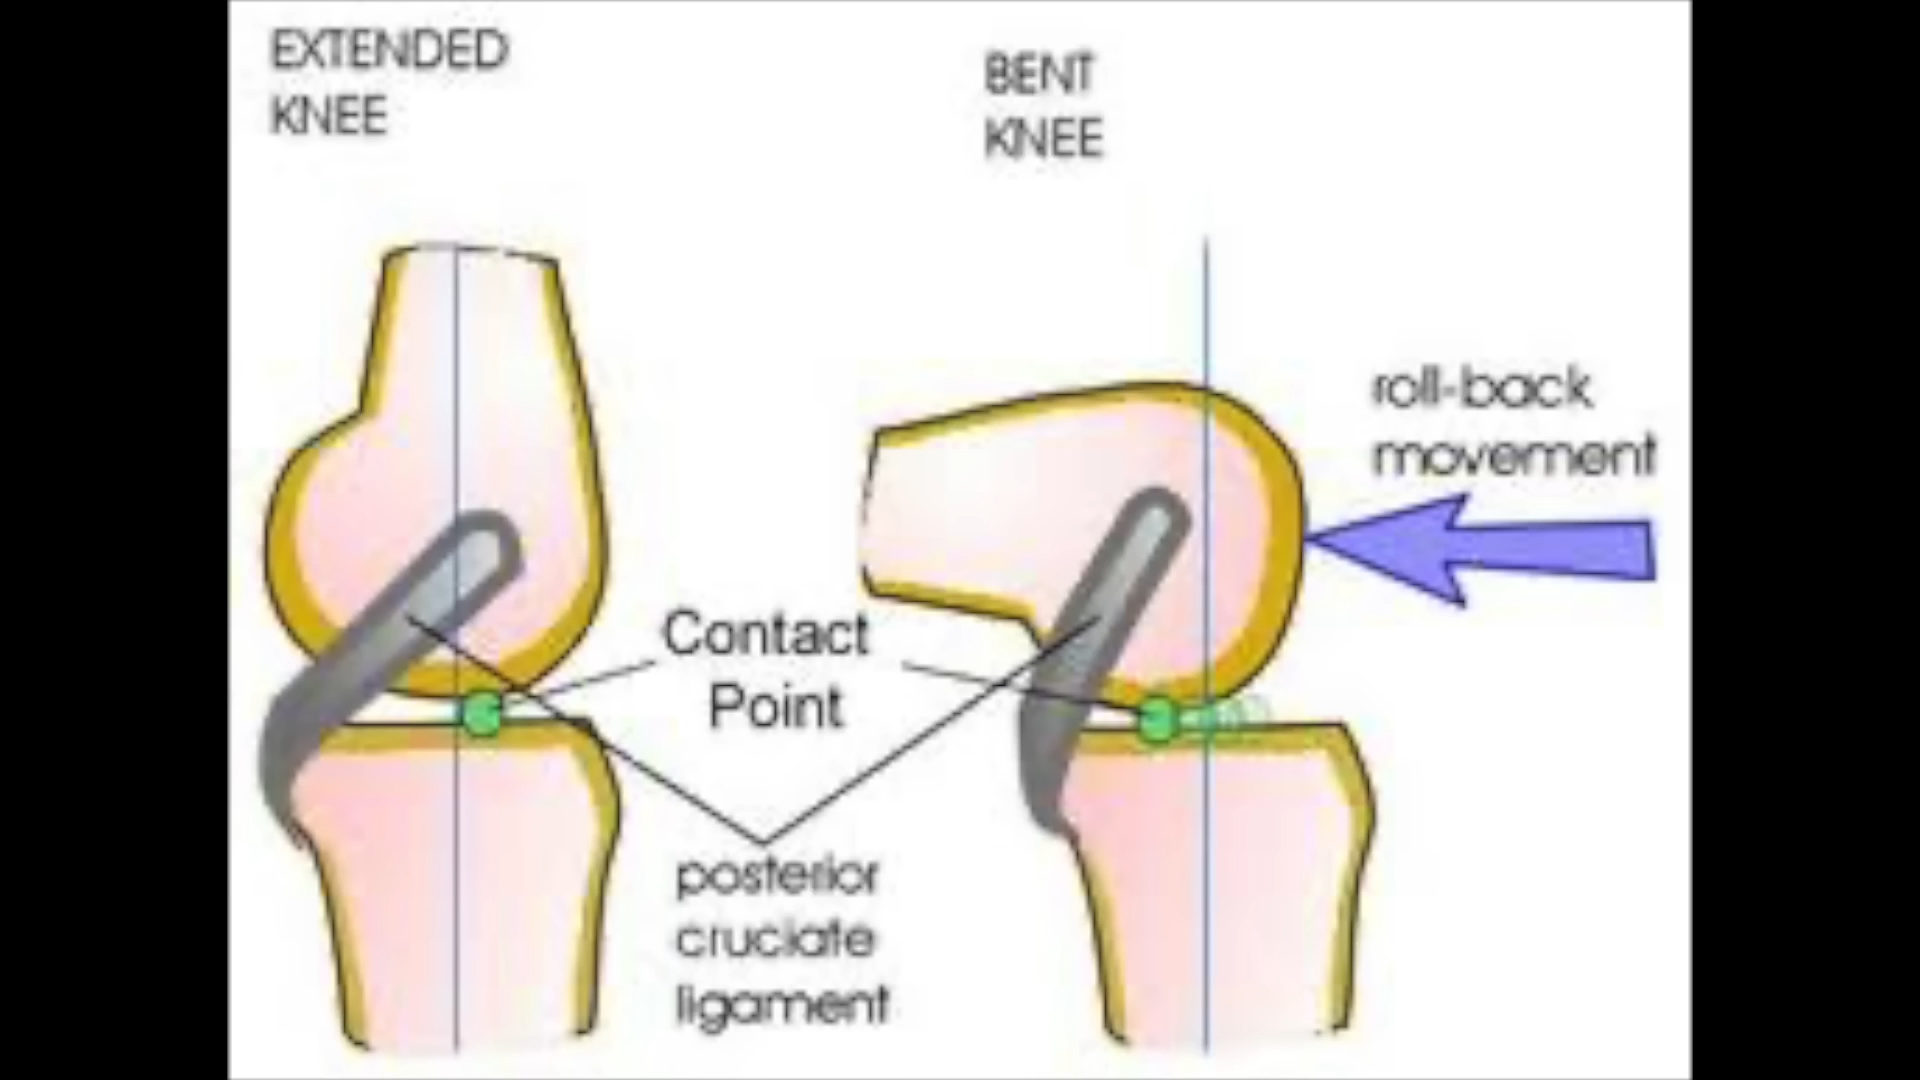 EXTENDED
KNEE
BENT
KNEE
roll-back
movement
Contact
Point
posterior
cruciate
ligament